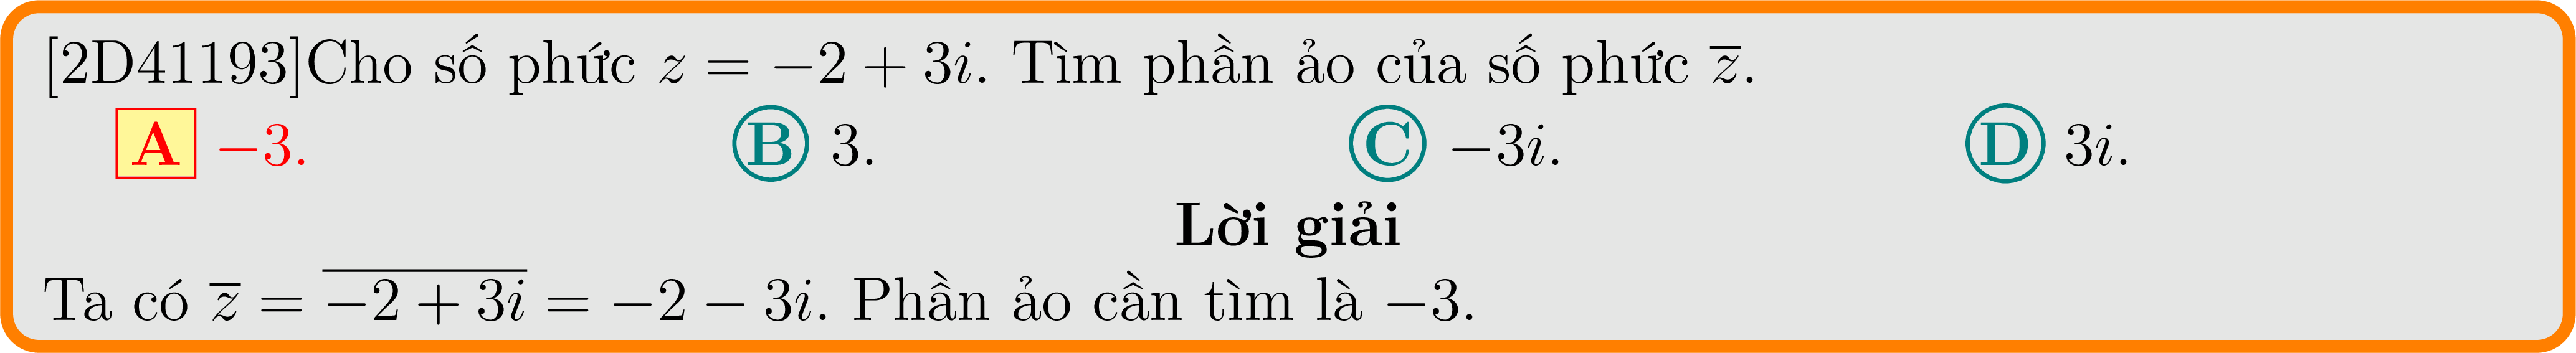 [2D41193]Cho số phức $z = -2 + 3i$. Tìm phần ảo của số phức $\overline{z}$.
A $-3$. B $3$. C $-3i$. D $3i$.
Lời giải
Ta có $\overline{z} = \overline{-2 + 3i} = -2 - 3i$. Phần ảo cần tìm là $-3$.